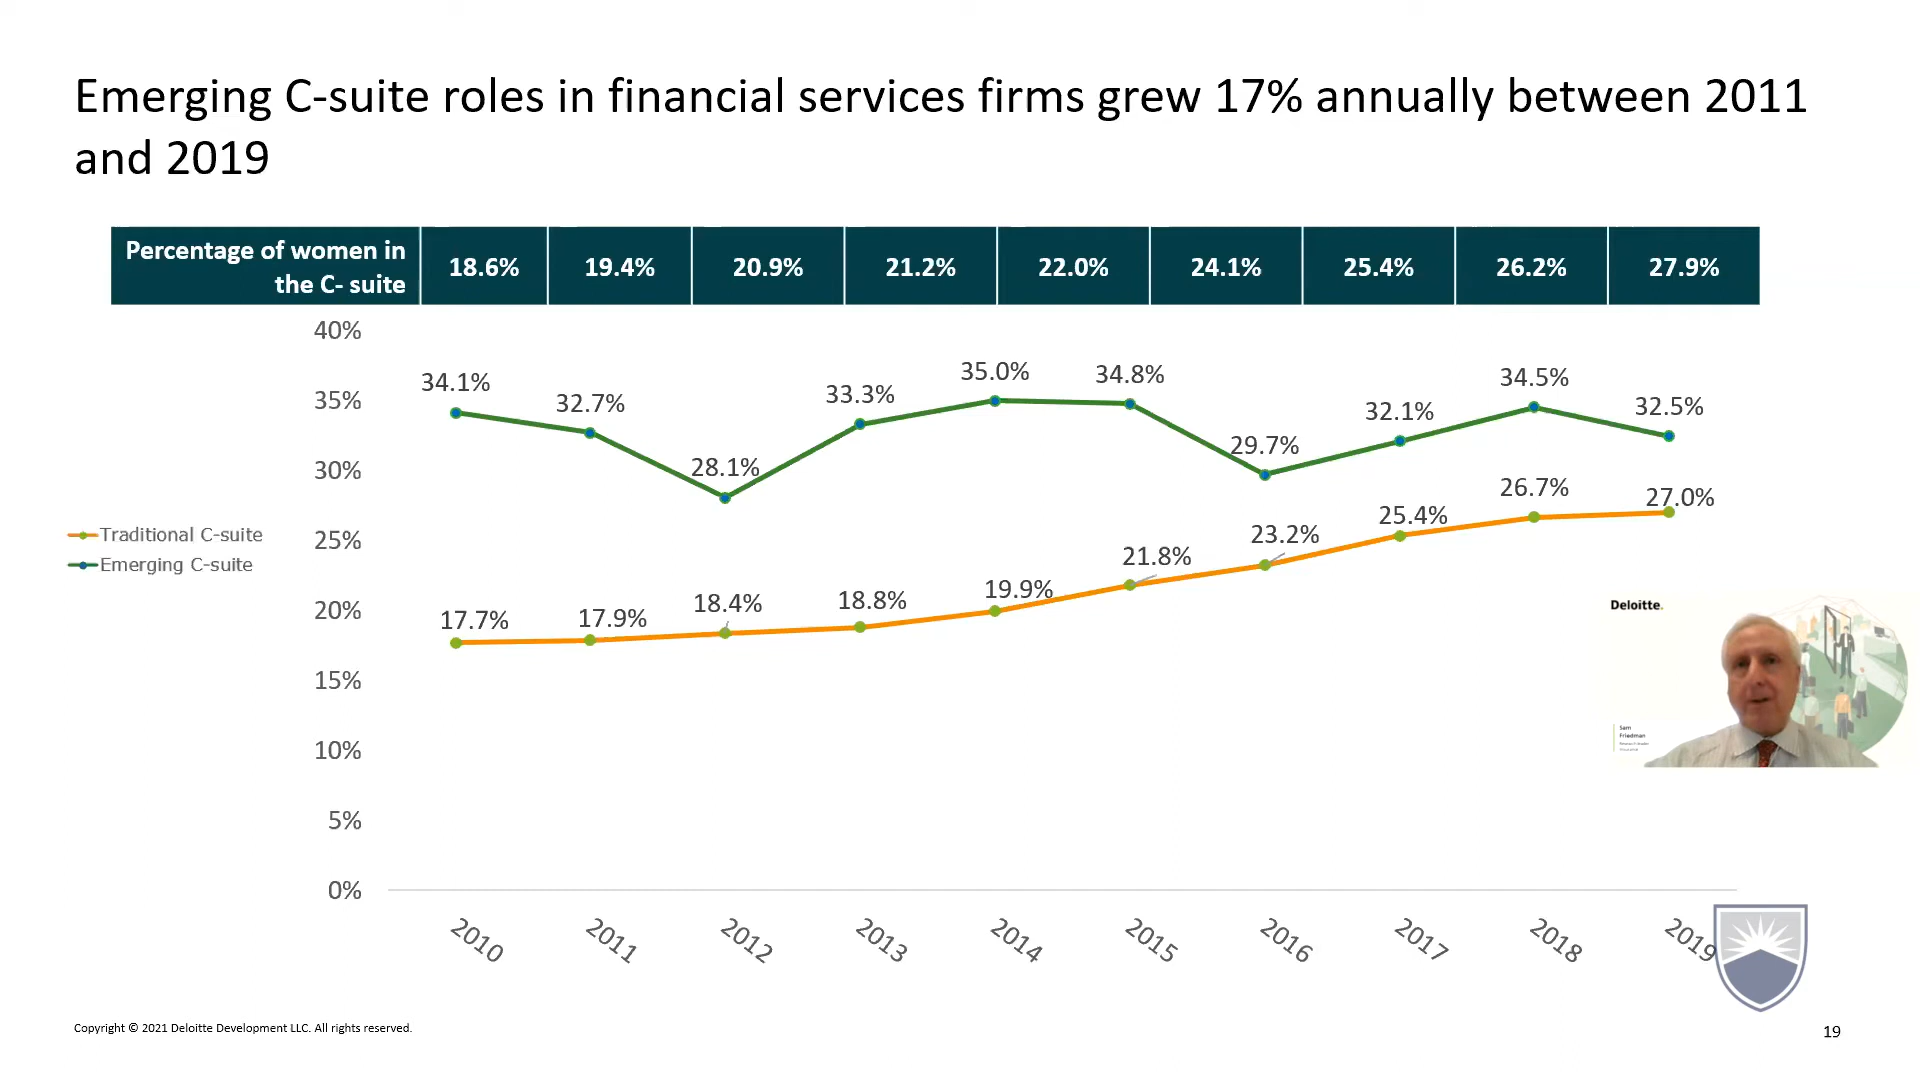 Emerging C-suite roles in financial services firms grew 17% annually between 2011
and 2019
Percentage of women in
the C- suite
18.6% 19.4% 20.9% 21.2% 22.0% 24.1% 25.4% 26.2% 27.9%
40%
35%
30%
25%
20%
15%
10%
5%
0%
34.1% 32.7% 28.1% 33.3% 35.0% 34.8% 29.7% 32.1% 34.5% 32.5%
17.7% 17.9% 18.4% 18.8% 19.9% 21.8% 23.2% 25.4% 26.7% 27.0%
Traditional C-suite
Emerging C-suite
Deloitte.
Sam
Friedman
2010 2011 2012 2013 2014 2015 2016 2017 2018 2019
Copyright © 2021 Deloitte Development LLC. All rights reserved.
19